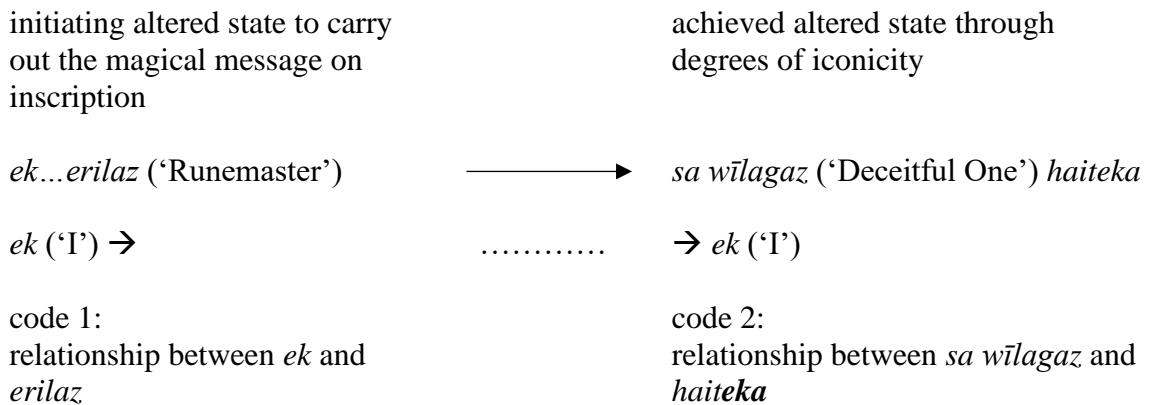 initiating altered state to carry
out the magical message on
inscription
achieved altered state through
degrees of iconicity
ek…erilaz (‘Runemaster’)
sa wīlagaz (‘Deceitful One’) haiteka
ek (‘I’) →
…………
→ ek (‘I’)
code 1:
relationship between ek and
erilaz
code 2:
relationship between sa wīlagaz and
haiteka